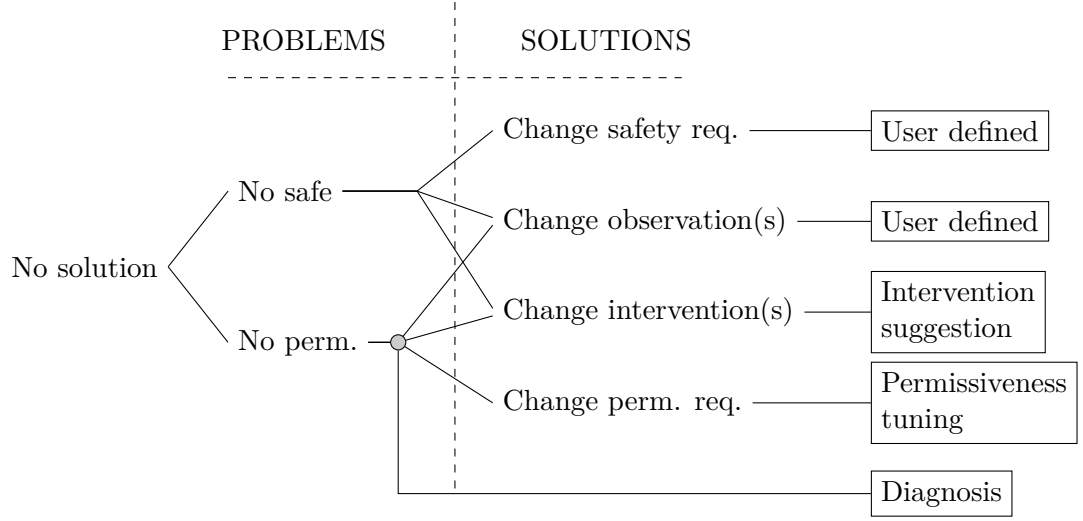 PROBLEMS
SOLUTIONS
Change safety req.
User defined
No safe
Change observation(s)
User defined
No solution
Change intervention(s)
Intervention
suggestion
No perm.
Change perm. req.
Permissiveness
tuning
Diagnosis